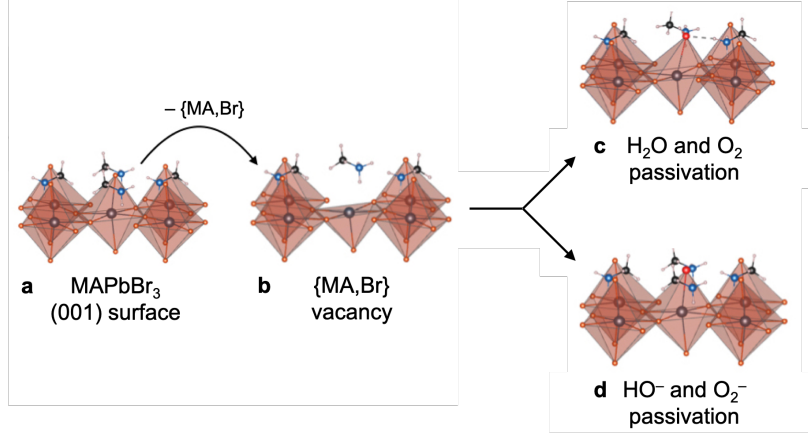 – {MA,Br}
a MAPbBr₃
(001) surface
b {MA,Br}
vacancy
c H₂O and O₂
passivation
d HO⁻ and O₂⁻
passivation